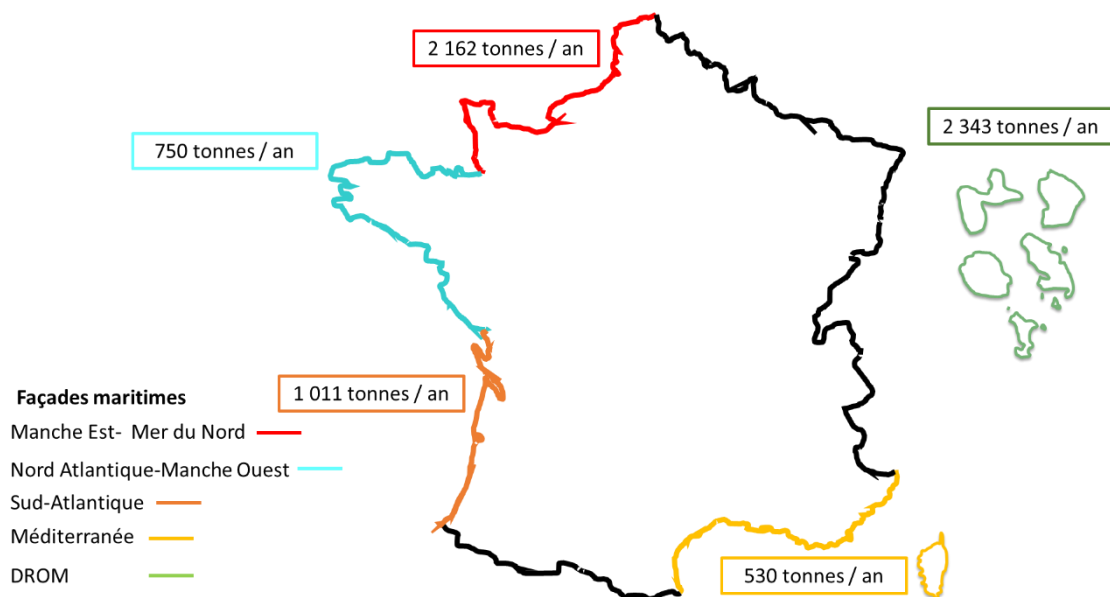 2 162 tonnes / an
2 343 tonnes / an
750 tonnes / an
1 011 tonnes / an
Façades maritimes
Manche Est- Mer du Nord
Nord Atlantique-Manche Ouest
Sud-Atlantique
Méditerranée
DROM
530 tonnes / an